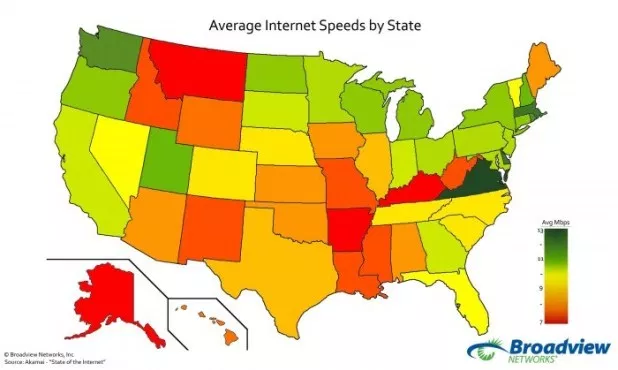 Average Internet Speeds by State
Avg Mbps
13
11
9
7
© Broadview Networks, Inc
Source: Akamai - "State of the Internet"
Broadview
NETWORKS